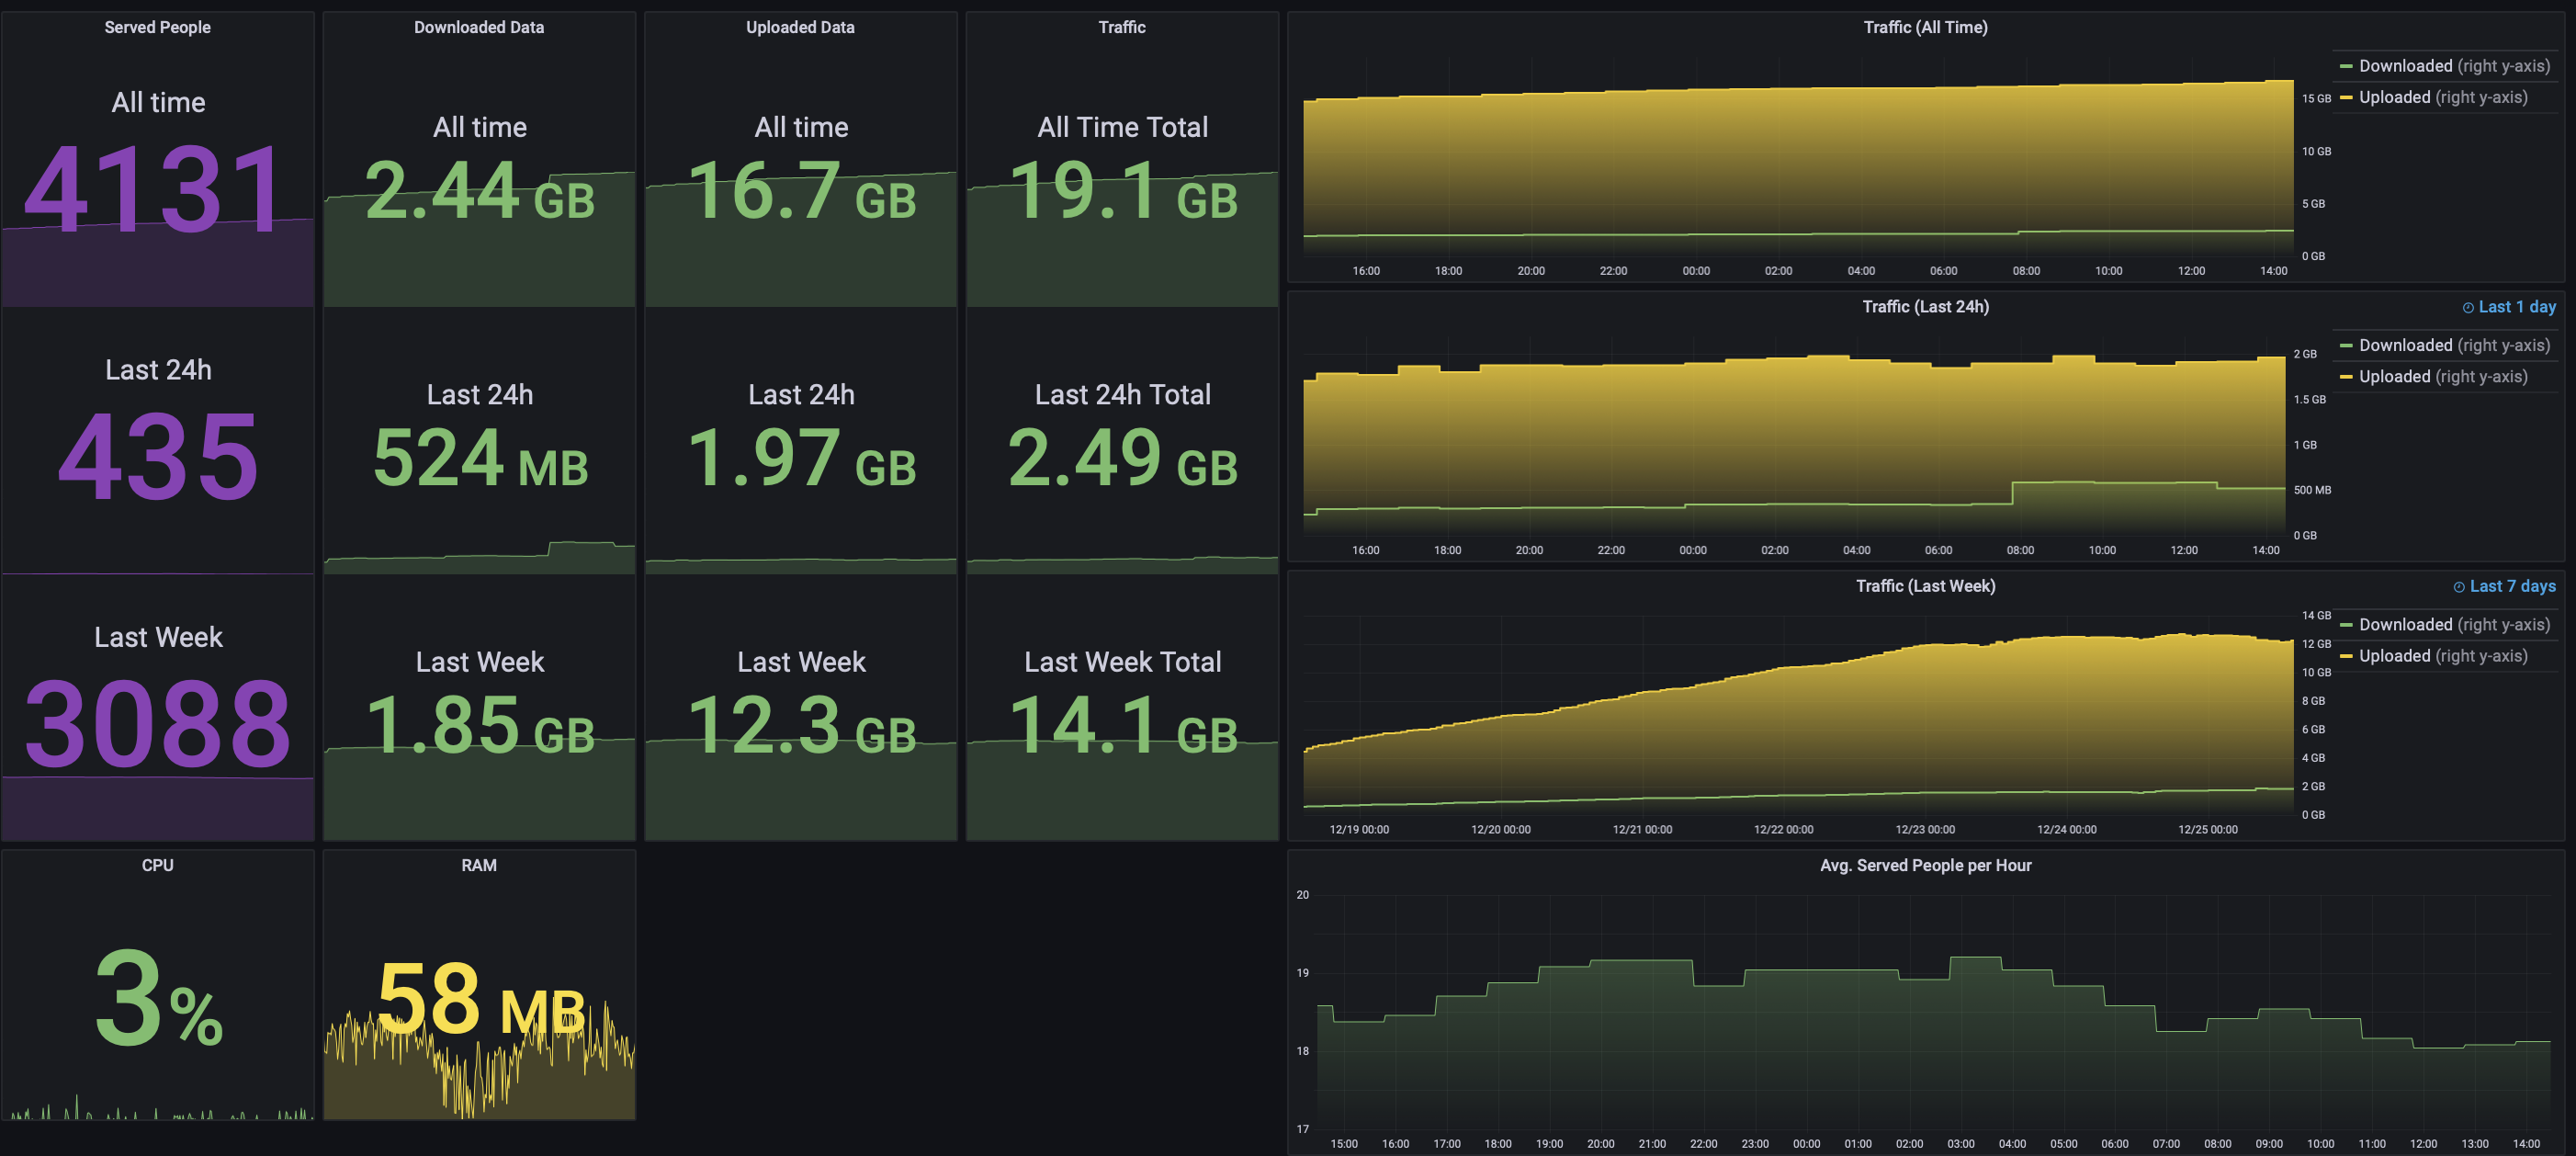 Served People
All time
4131
Last 24h
435
Last Week
3088
Downloaded Data
All time
2.44 GB
Last 24h
524 MB
Last Week
1.85 GB
Uploaded Data
All time
16.7 GB
Last 24h
1.97 GB
Last Week
12.3 GB
Traffic
All Time Total
19.1 GB
Last 24h Total
2.49 GB
Last Week Total
14.1 GB
CPU
3%
RAM
58 MB
Traffic (All Time)
Downloaded (right y-axis)
Uploaded (right y-axis)
15 GB
10 GB
5 GB
0 GB
16:00 18:00 20:00 22:00 00:00 02:00 04:00 06:00 08:00 10:00 12:00 14:00
Traffic (Last 24h)
Last 1 day
Downloaded (right y-axis)
Uploaded (right y-axis)
2 GB
1.5 GB
1 GB
500 MB
0 GB
16:00 18:00 20:00 22:00 00:00 02:00 04:00 06:00 08:00 10:00 12:00 14:00
Traffic (Last Week)
Last 7 days
Downloaded (right y-axis)
Uploaded (right y-axis)
14 GB
12 GB
10 GB
8 GB
6 GB
4 GB
2 GB
0 GB
12/19 00:00 12/20 00:00 12/21 00:00 12/22 00:00 12/23 00:00 12/24 00:00 12/25 00:00
Avg. Served People per Hour
20
19
18
17
15:00 16:00 17:00 18:00 19:00 20:00 21:00 22:00 23:00 00:00 01:00 02:00 03:00 04:00 05:00 06:00 07:00 08:00 09:00 10:00 11:00 12:00 13:00 14:00